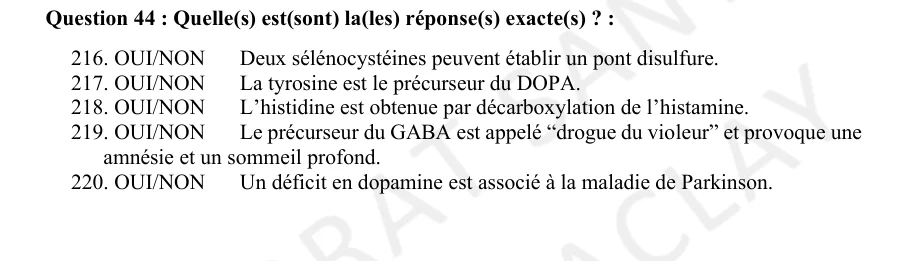 Question 44 : Quelle(s) est(sont) la(les) réponse(s) exacte(s) ? :
216. OUI/NON Deux sélénocystéines peuvent établir un pont disulfure.
217. OUI/NON La tyrosine est le précurseur du DOPA.
218. OUI/NON L’histidine est obtenue par décarboxylation de l’histamine.
219. OUI/NON Le précurseur du GABA est appelé “drogue du violeur” et provoque une
amnésie et un sommeil profond.
220. OUI/NON Un déficit en dopamine est associé à la maladie de Parkinson.